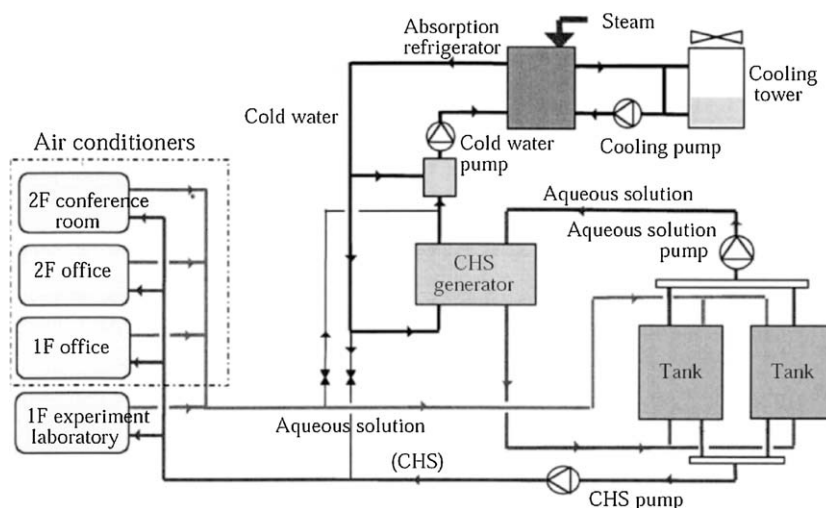 Absorption
refrigerator
Steam
Cooling
tower
Cold water
Cold water
pump
Cooling pump
Air conditioners
2F conference
room
2F office
1F office
1F experiment
laboratory
Aqueous solution
Aqueous solution
pump
CHS
generator
Tank
Tank
Aqueous solution
(CHS)
CHS pump